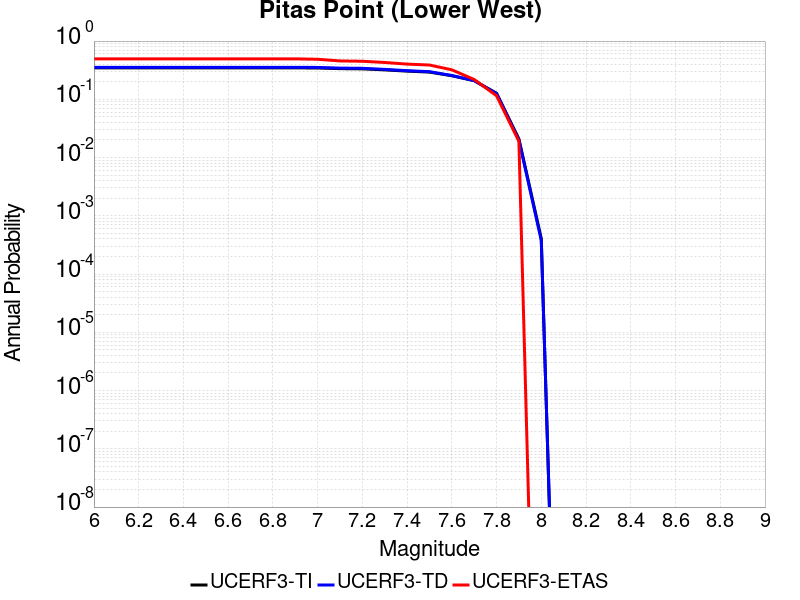 Pitas Point (Lower West)
10^0
10^-1
10^-2
10^-3
10^-4
10^-5
10^-6
10^-7
10^-8
Annual Probability
6 6.2 6.4 6.6 6.8 7 7.2 7.4 7.6 7.8 8 8.2 8.4 8.6 8.8 9
Magnitude
UCERF3-TI UCERF3-TD UCERF3-ETAS